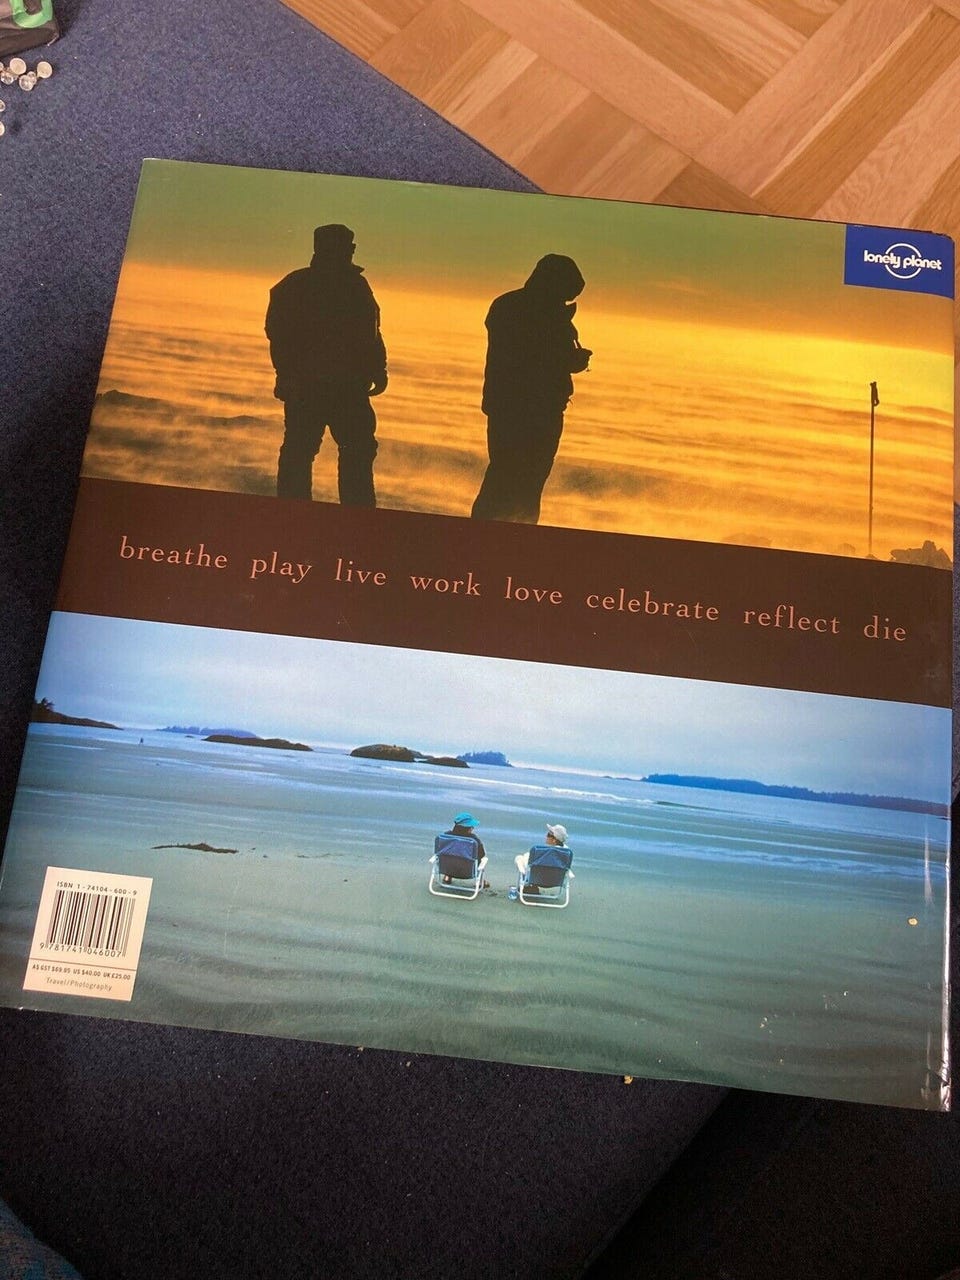 lonely planet
breathe play live work love celebrate reflect die
ISBN 1-74104-600-9
9 781741 046007
A$ GST $69.95 US $40.00 UK £25.00
Travel/Photography